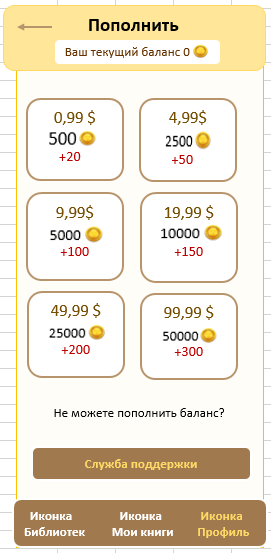 Пополнить
Ваш текущий баланс 0
0,99 $
500
+20
4,99$
2500
+50
9,99$
5000
+100
19,99 $
10000
+150
49,99 $
25000
+200
99,99 $
50000
+300
Не можете пополнить баланс?
Служба поддержки
Иконка Библиотек
Иконка Мои книги
Иконка Профиль